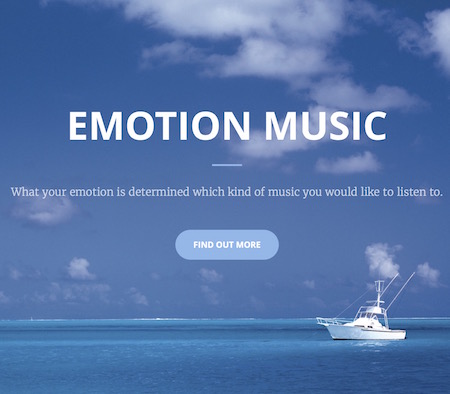 EMOTION MUSIC
What your emotion is determined which kind of music you would like to listen to.
FIND OUT MORE